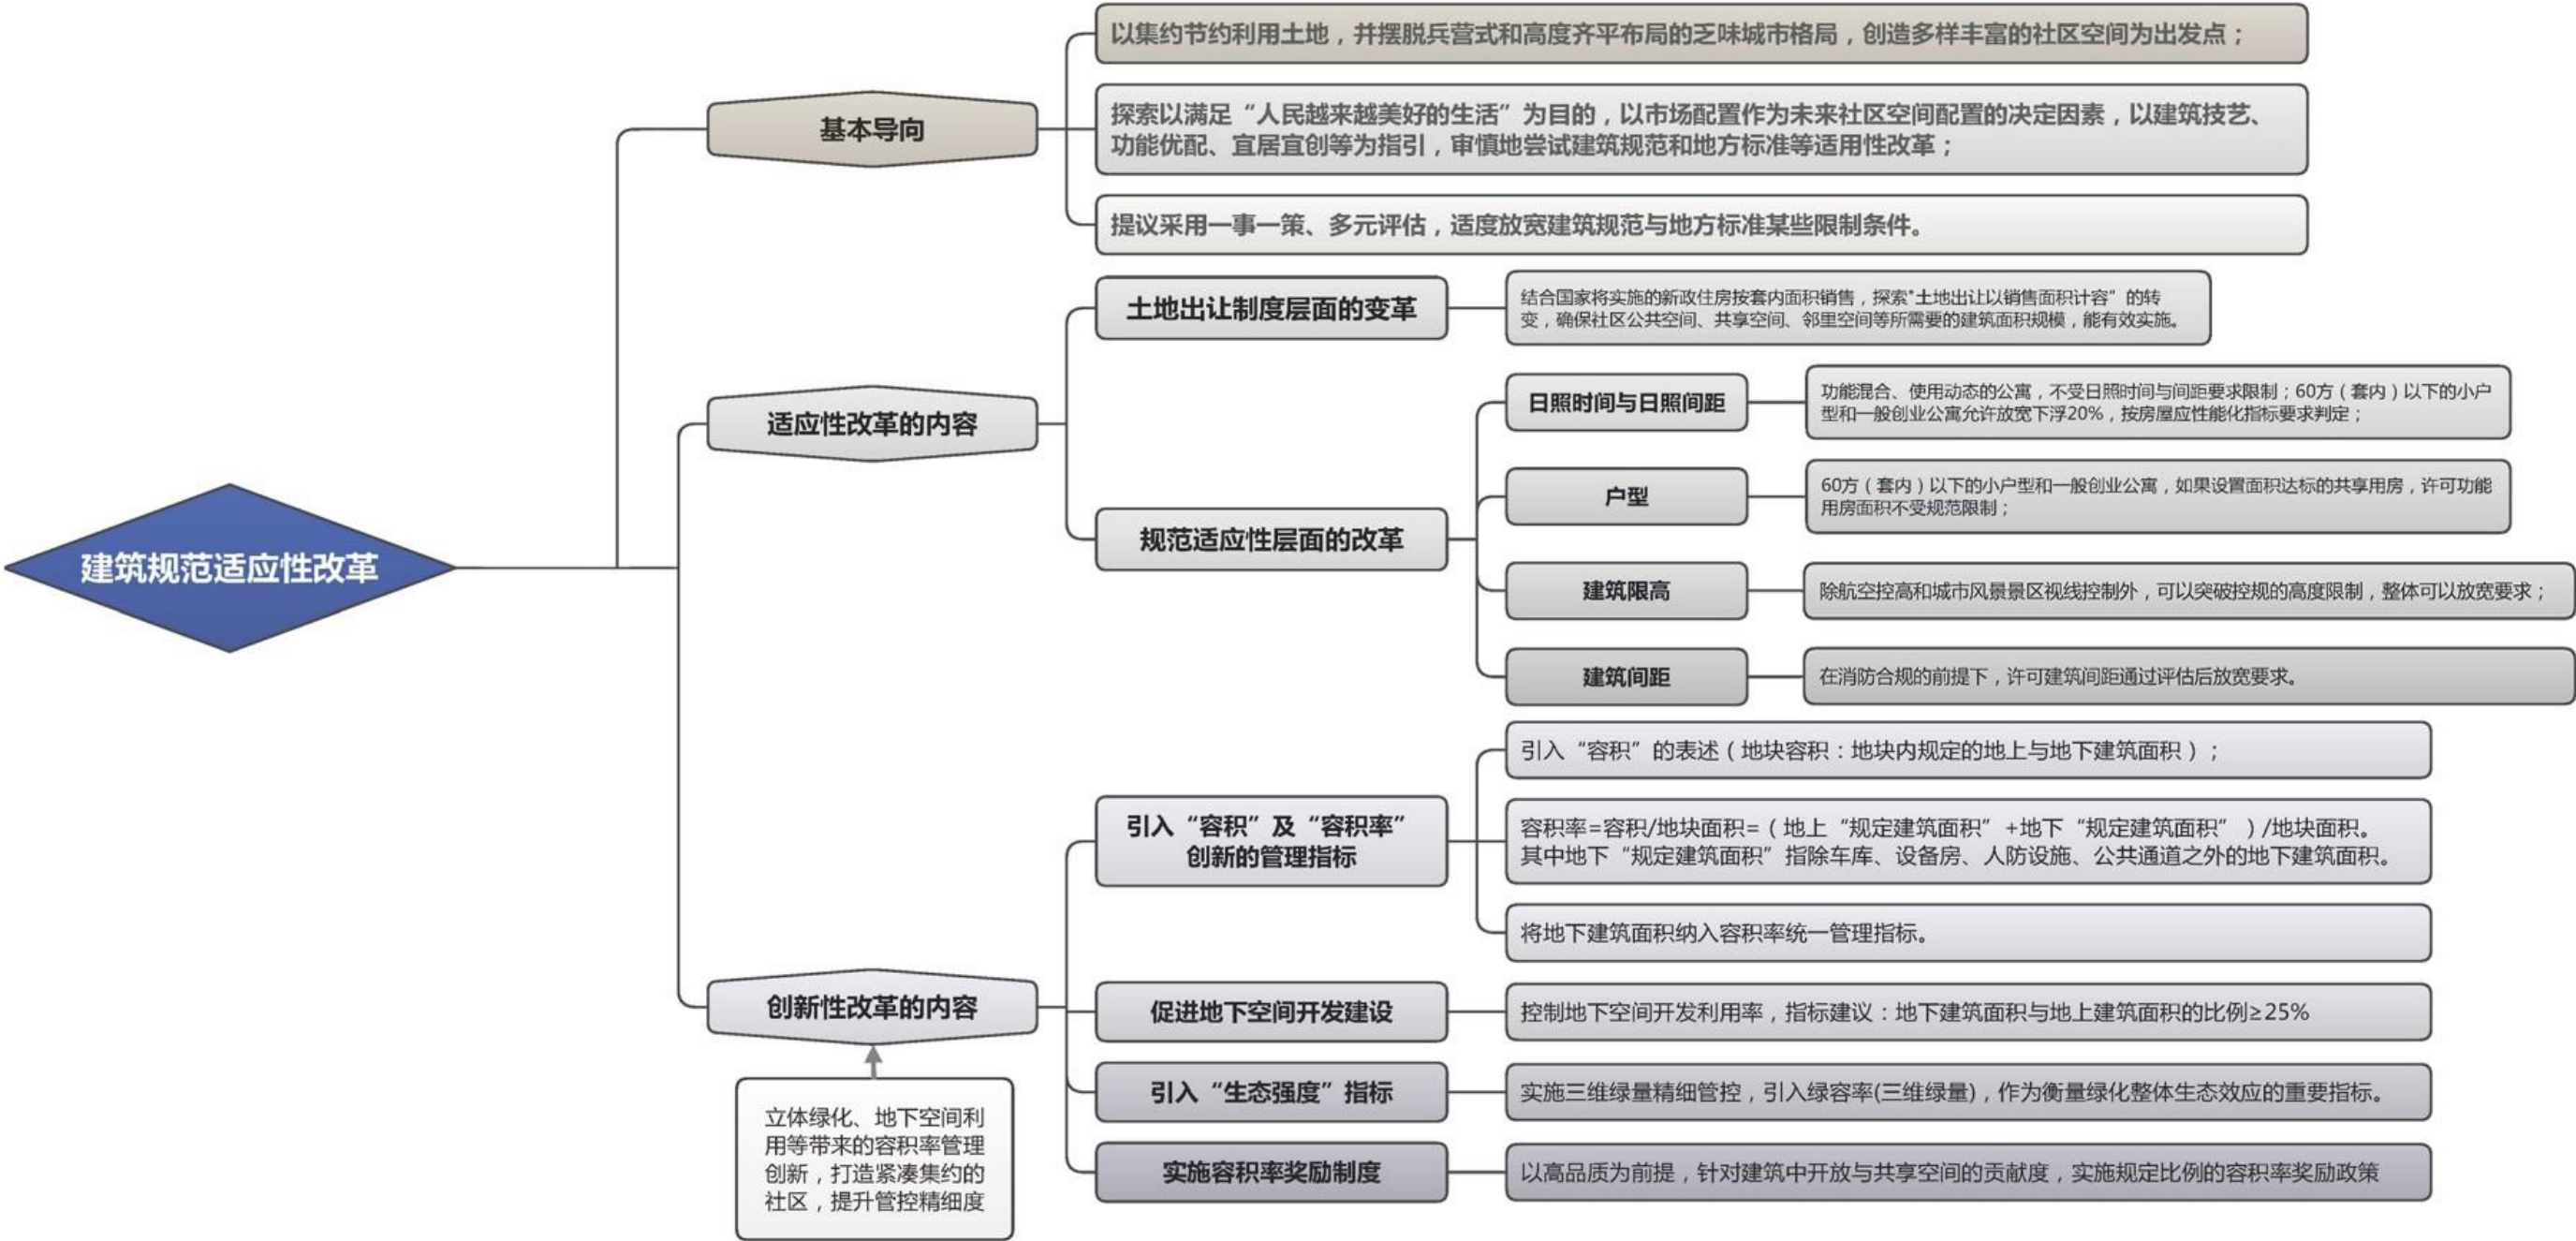 建筑规范适应性改革
基本导向
以集约节约利用土地，并摆脱兵营式和高度齐平布局的乏味城市格局，创造多样丰富的社区空间为出发点；
探索以满足“人民越来越美好的生活”为目的，以市场配置作为未来社区空间配置的决定因素，以建筑技艺、
功能优配、宜居宜创等为指引，审慎地尝试建筑规范和地方标准等适用性改革；
提议采用一事一策、多元评估，适度放宽建筑规范与地方标准某些限制条件。
适应性改革的内容
土地出让制度层面的变革
结合国家将实施的新政住房按套内面积销售，探索“土地出让以销售面积计容”的转
变，确保社区公共空间、共享空间、邻里空间等所需要的建筑面积规模，能有效实施。
规范适应性层面的改革
日照时间与日照间距
功能混合、使用动态的公寓，不受日照时间与间距要求限制；60方（套内）以下的小户
型和一般创业公寓允许放宽下浮20%，按房屋应性能化指标要求判定；
户型
60方（套内）以下的小户型和一般创业公寓，如果设置面积达标的共享用房，许可功能
用房面积不受规范限制；
建筑限高
除航空控高和城市风景景区视线控制外，可以突破控规的高度限制，整体可以放宽要求；
建筑间距
在消防合规的前提下，许可建筑间距通过评估后放宽要求。
创新性改革的内容
立体绿化、地下空间利
用等带来的容积率管理
创新，打造紧凑集约的
社区，提升管控精细度
引入“容积”及“容积率”
创新的管理指标
引入“容积”的表述（地块容积：地块内规定的地上与地下建筑面积）；
容积率=容积/地块面积=（地上“规定建筑面积”+地下“规定建筑面积”）/地块面积。
其中地下“规定建筑面积”指除车库、设备房、人防设施、公共通道之外的地下建筑面积。
将地下建筑面积纳入容积率统一管理指标。
促进地下空间开发建设
控制地下空间开发利用率，指标建议：地下建筑面积与地上建筑面积的比例≥25%
引入“生态强度”指标
实施三维绿量精细管控，引入绿容率(三维绿量)，作为衡量绿化整体生态效应的重要指标。
实施容积率奖励制度
以高品质为前提，针对建筑中开放与共享空间的贡献度，实施规定比例的容积率奖励政策